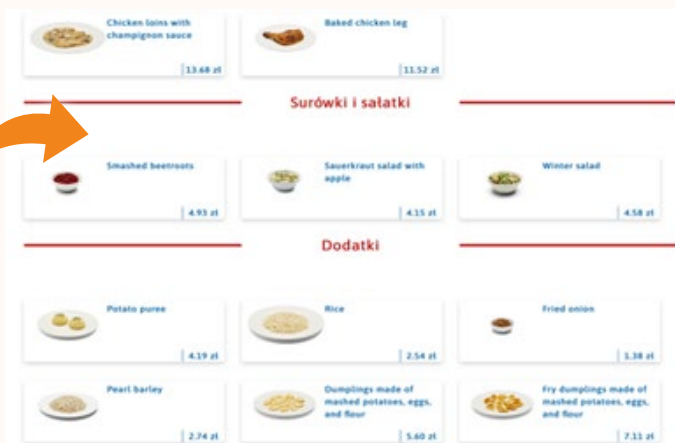 Chicken loins with
champignon sauce
13.68 zł
Baked chicken leg
11.52 zł
Surówki i sałatki
Smashed beetroots
4.93 zł
Sauerkraut salad with
apple
4.15 zł
Winter salad
4.58 zł
Dodatki
Potato puree
4.19 zł
Rice
2.54 zł
Fried onion
1.38 zł
Pearl barley
2.74 zł
Dumplings made of
mashed potatoes, eggs,
and flour
5.60 zł
Fry dumplings made of
mashed potatoes, eggs,
and flour
7.11 zł